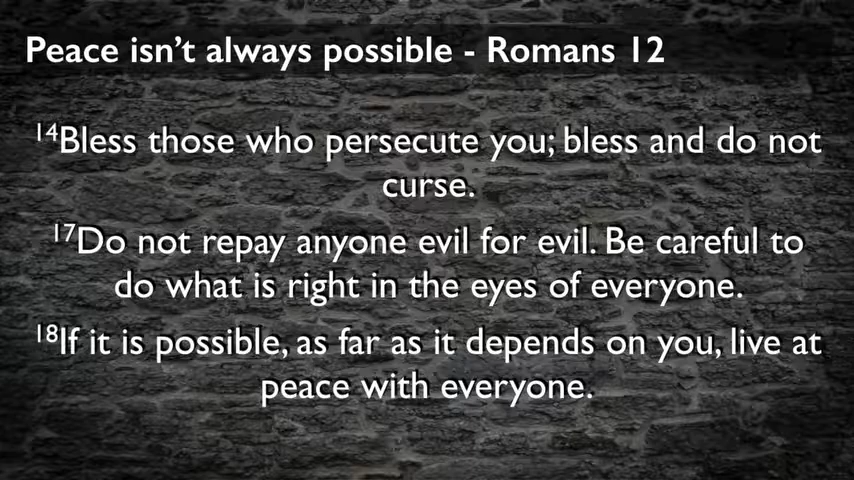 Peace isn’t always possible - Romans 12
¹⁴Bless those who persecute you; bless and do not
curse.
¹⁷Do not repay anyone evil for evil. Be careful to
do what is right in the eyes of everyone.
¹⁸If it is possible, as far as it depends on you, live at
peace with everyone.